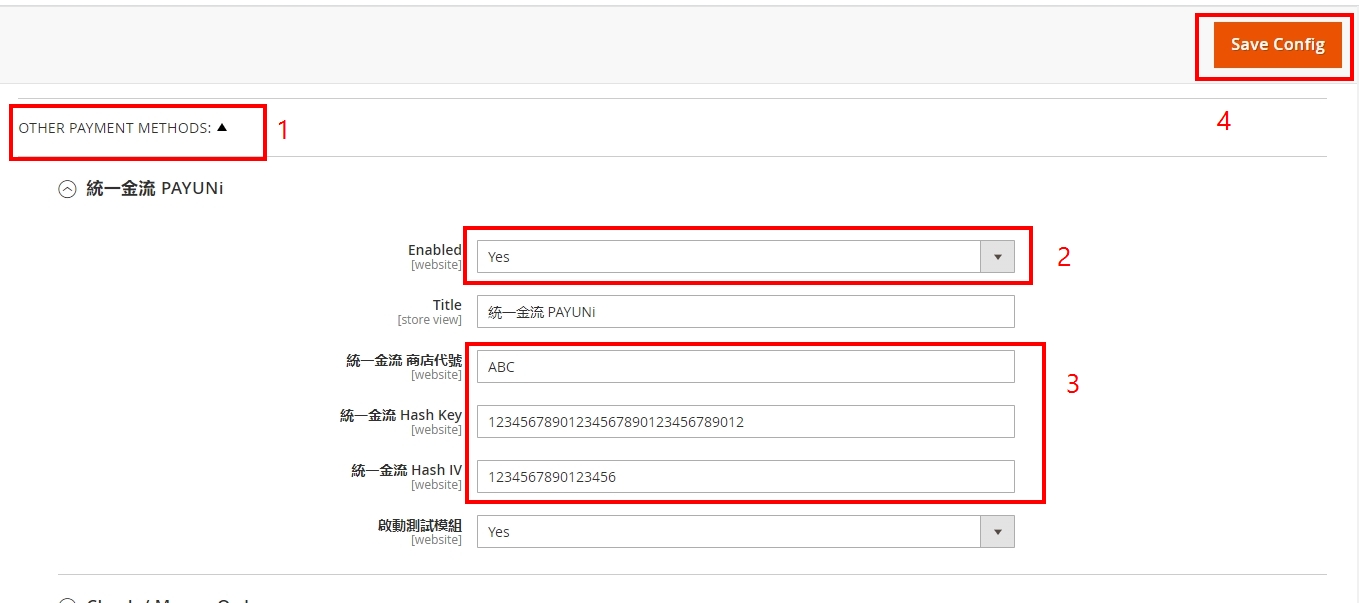 Save Config
4
OTHER PAYMENT METHODS: ▲
1
統一金流 PAYUNi
Enabled
[website]
Yes
2
Title
[store view]
統一金流 PAYUNi
統一金流 商店代號
[website]
ABC
3
統一金流 Hash Key
[website]
12345678901234567890123456789012
統一金流 Hash IV
[website]
1234567890123456
啟動測試模組
[website]
Yes